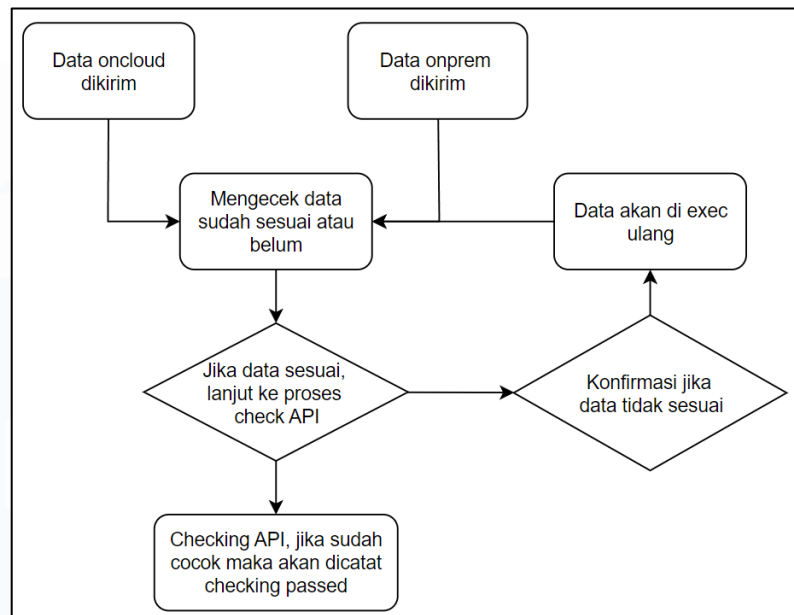 Data oncloud
dikirim
Data onprem
dikirim
Mengecek data
sudah sesuai atau
belum
Data akan di exec
ulang
Jika data sesuai,
lanjut ke proses
check API
Konfirmasi jika
data tidak sesuai
Checking API, jika sudah
cocok maka akan dicatat
checking passed